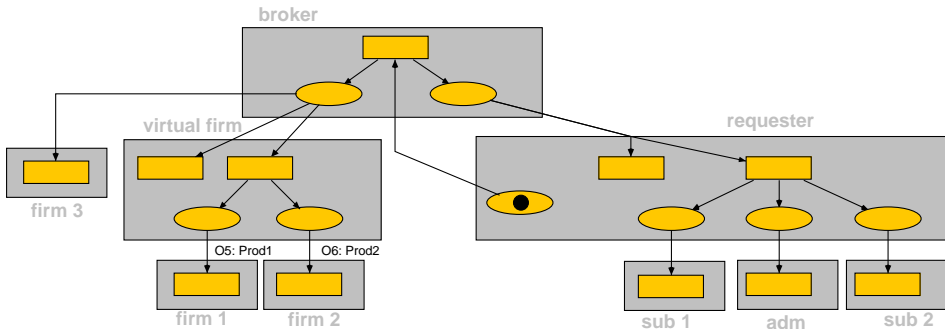 broker
virtual firm
requester
firm 3
O5: Prod1
O6: Prod2
firm 1
firm 2
sub 1
adm
sub 2